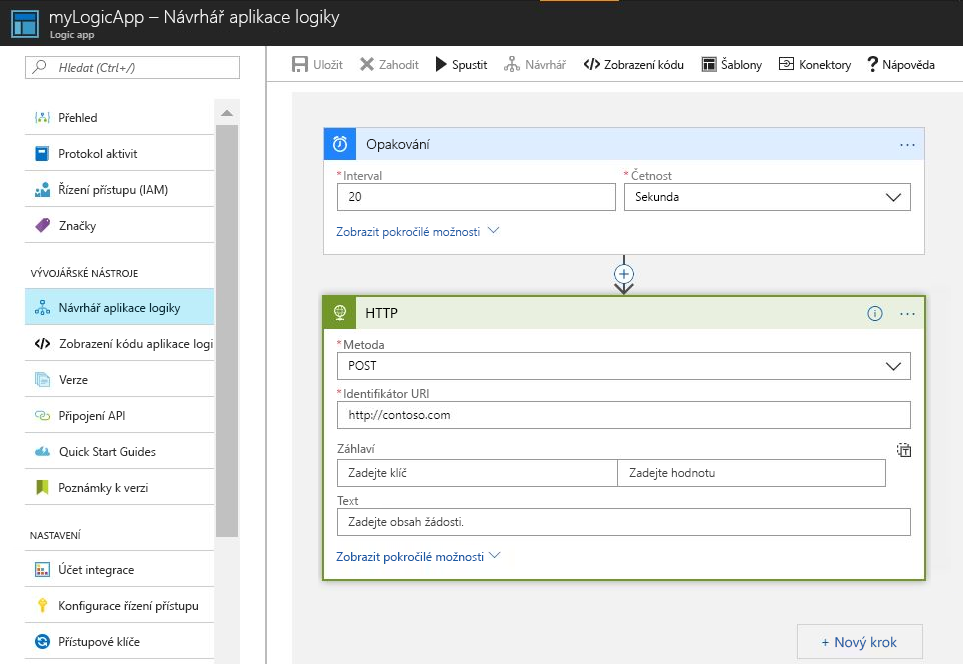 myLogicApp – Návrhář aplikace logiky
Logic app
Hledat (Ctrl+/)
Přehled
Protokol aktivit
Řízení přístupu (IAM)
Značky
VÝVOJÁŘSKÉ NÁSTROJE
Návrhář aplikace logiky
Zobrazení kódu aplikace logi
Verze
Připojení API
Quick Start Guides
Poznámky k verzi
NASTAVENÍ
Účet integrace
Konfigurace řízení přístupu
Přístupové klíče
Uložit Zahodit Spustit Návrhář Zobrazení kódu Šablony Konektory ? Nápověda
Opakování ...
*Interval *Četnost
20 Sekunda
Zobrazit pokročilé možnosti
HTTP ...
*Metoda
POST
*Identifikátor URI
http://contoso.com
Záhlaví
Zadejte klíč Zadejte hodnotu
Text
Zadejte obsah žádosti.
Zobrazit pokročilé možnosti
+ Nový krok